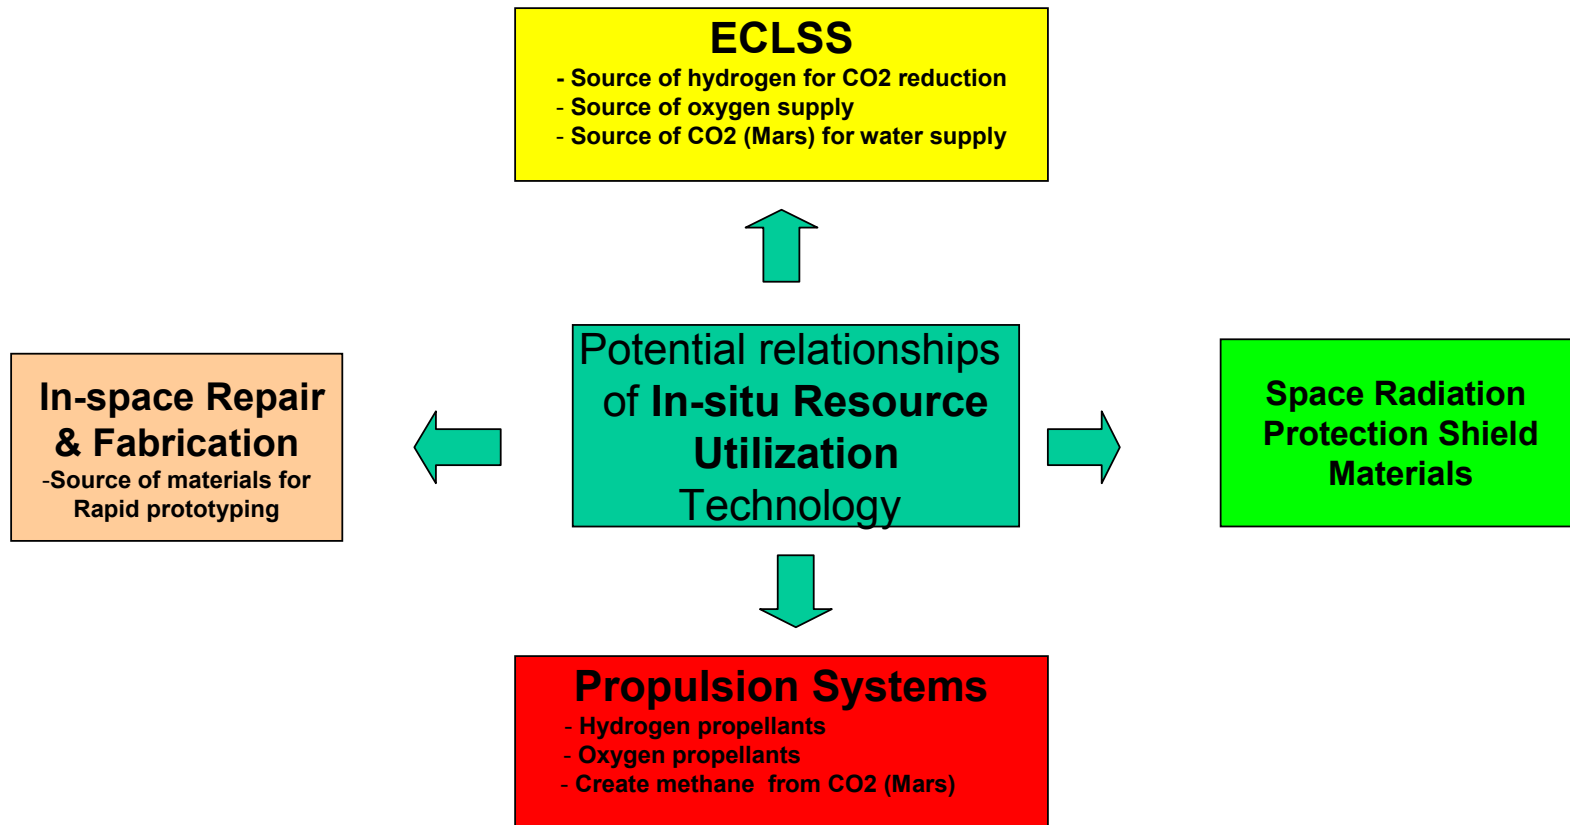 ECLSS
- Source of hydrogen for CO2 reduction
- Source of oxygen supply
- Source of CO2 (Mars) for water supply
In-space Repair
& Fabrication
-Source of materials for
Rapid prototyping
Potential relationships
of In-situ Resource
Utilization
Technology
Space Radiation
Protection Shield
Materials
Propulsion Systems
- Hydrogen propellants
- Oxygen propellants
- Create methane from CO2 (Mars)